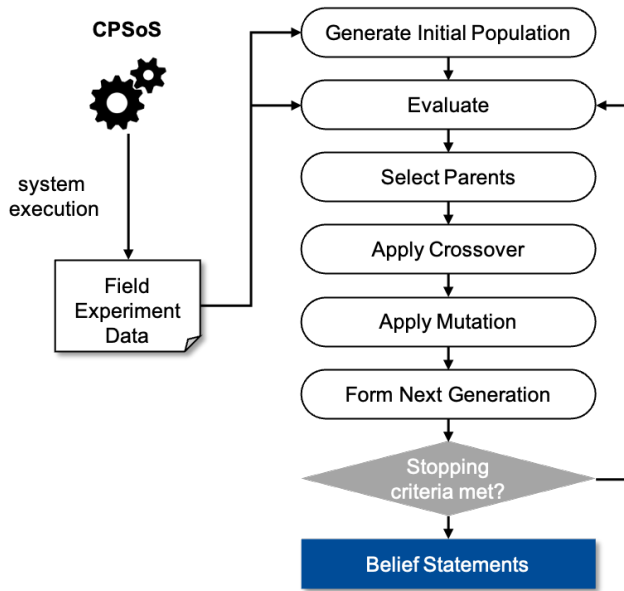 CPSoS
system
execution
Field
Experiment
Data
Generate Initial Population
Evaluate
Select Parents
Apply Crossover
Apply Mutation
Form Next Generation
Stopping
criteria met?
Belief Statements